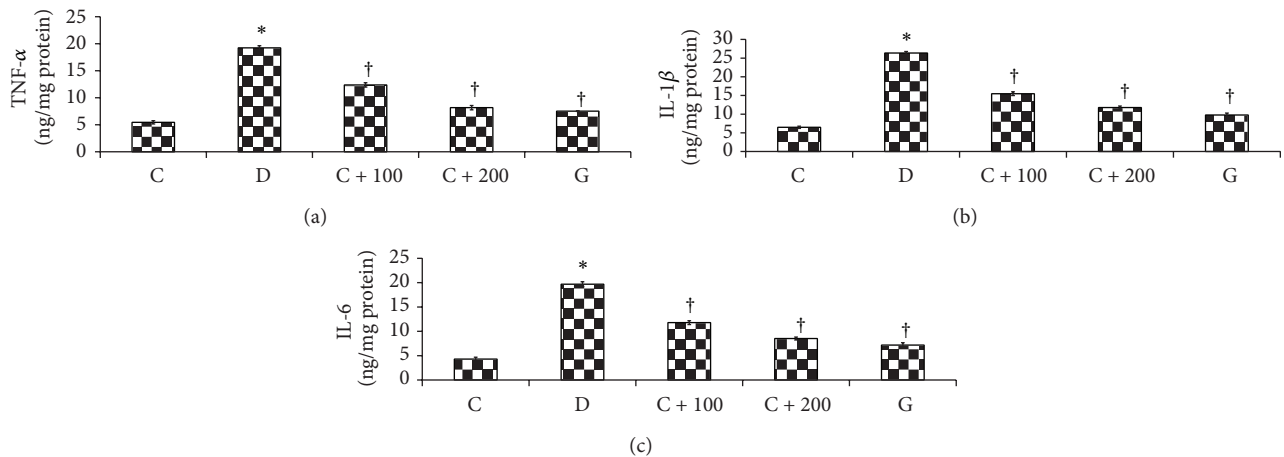 TNF-α
(ng/mg protein)
25
20
15
10
5
0
*
†
†
†
C D C + 100 C + 200 G
(a)
IL-1β
(ng/mg protein)
30
25
20
15
10
5
0
*
†
†
†
C D C + 100 C + 200 G
(b)
IL-6
(ng/mg protein)
25
20
15
10
5
0
*
†
†
†
C D C + 100 C + 200 G
(c)